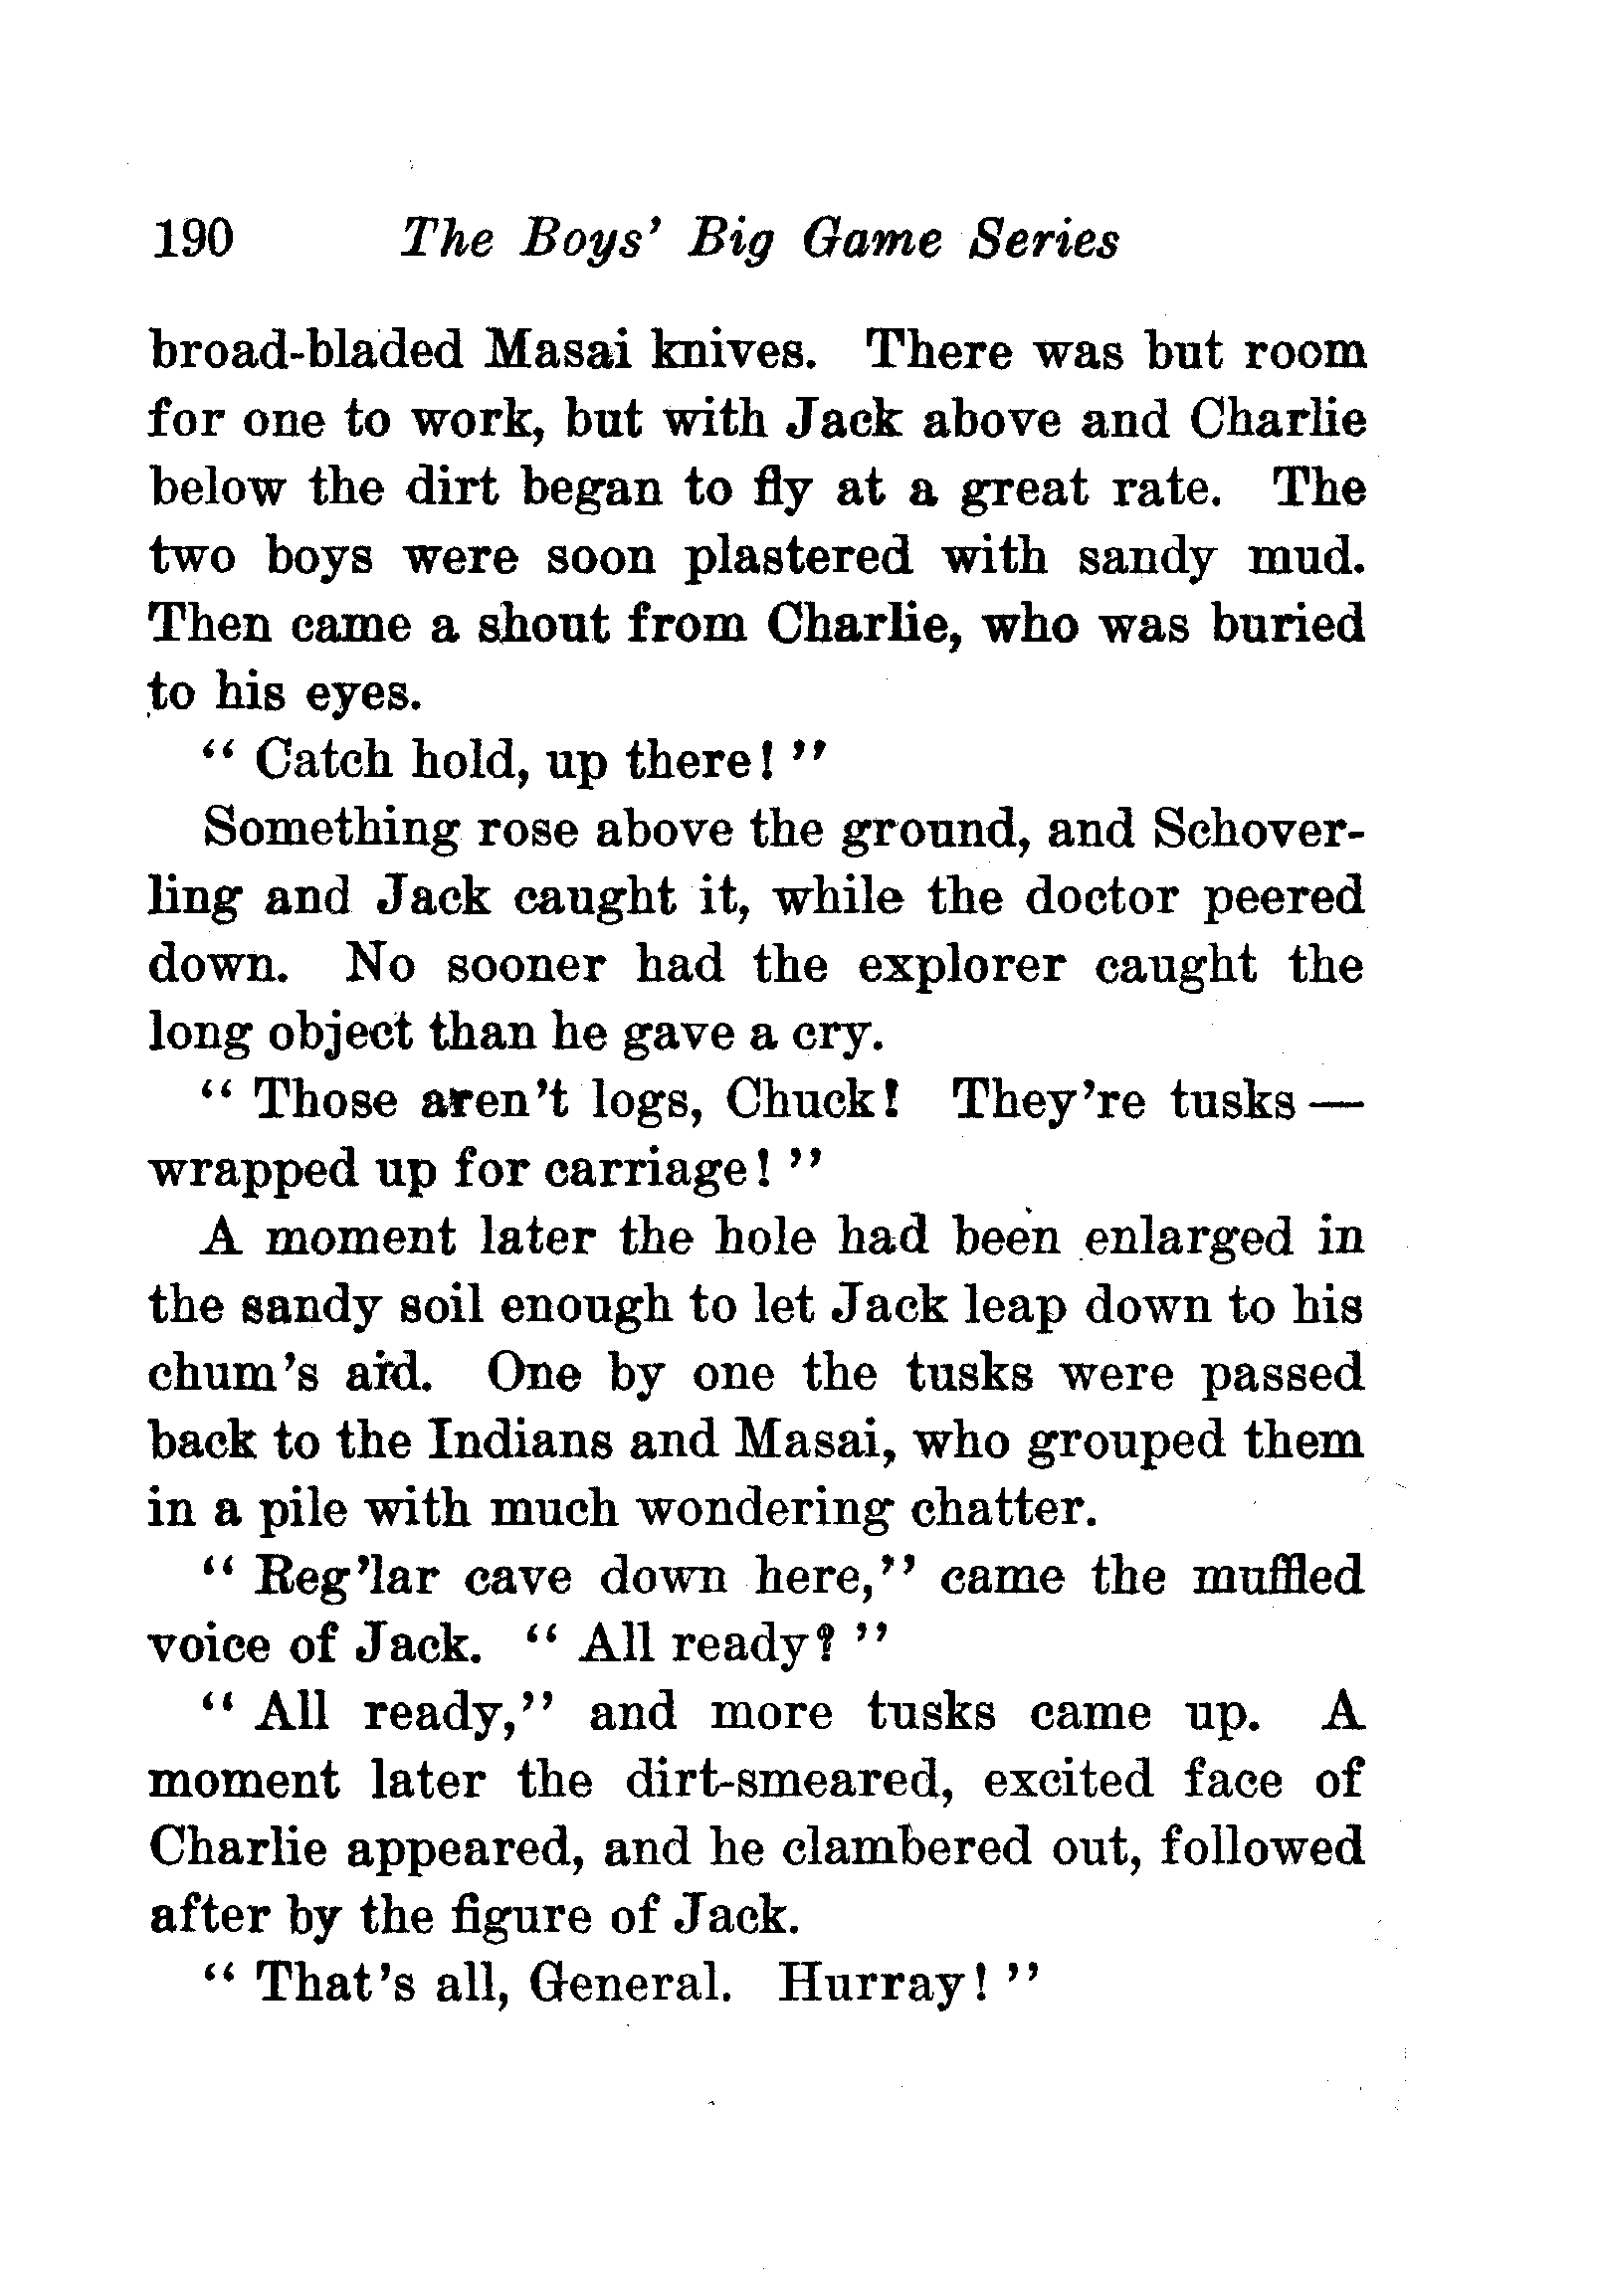 190 The Boys' Big Game Series
broad-bladed Masai knives. There was but room
for one to work, but with Jack above and Charlie
below the dirt began to fly at a great rate. The
two boys were soon plastered with sandy mud.
Then came a shout from Charlie, who was buried
to his eyes.
" Catch hold, up there! "
Something rose above the ground, and Schover-
ling and Jack caught it, while the doctor peered
down. No sooner had the explorer caught the
long object than he gave a cry.
" Those aren't logs, Chuck! They're tusks —
wrapped up for carriage! "
A moment later the hole had been enlarged in
the sandy soil enough to let Jack leap down to his
chum's aid. One by one the tusks were passed
back to the Indians and Masai, who grouped them
in a pile with much wondering chatter.
" Reg'lar cave down here," came the muffled
voice of Jack. " All ready? "
" All ready," and more tusks came up. A
moment later the dirt-smeared, excited face of
Charlie appeared, and he clambered out, followed
after by the figure of Jack.
" That's all, General. Hurray! "